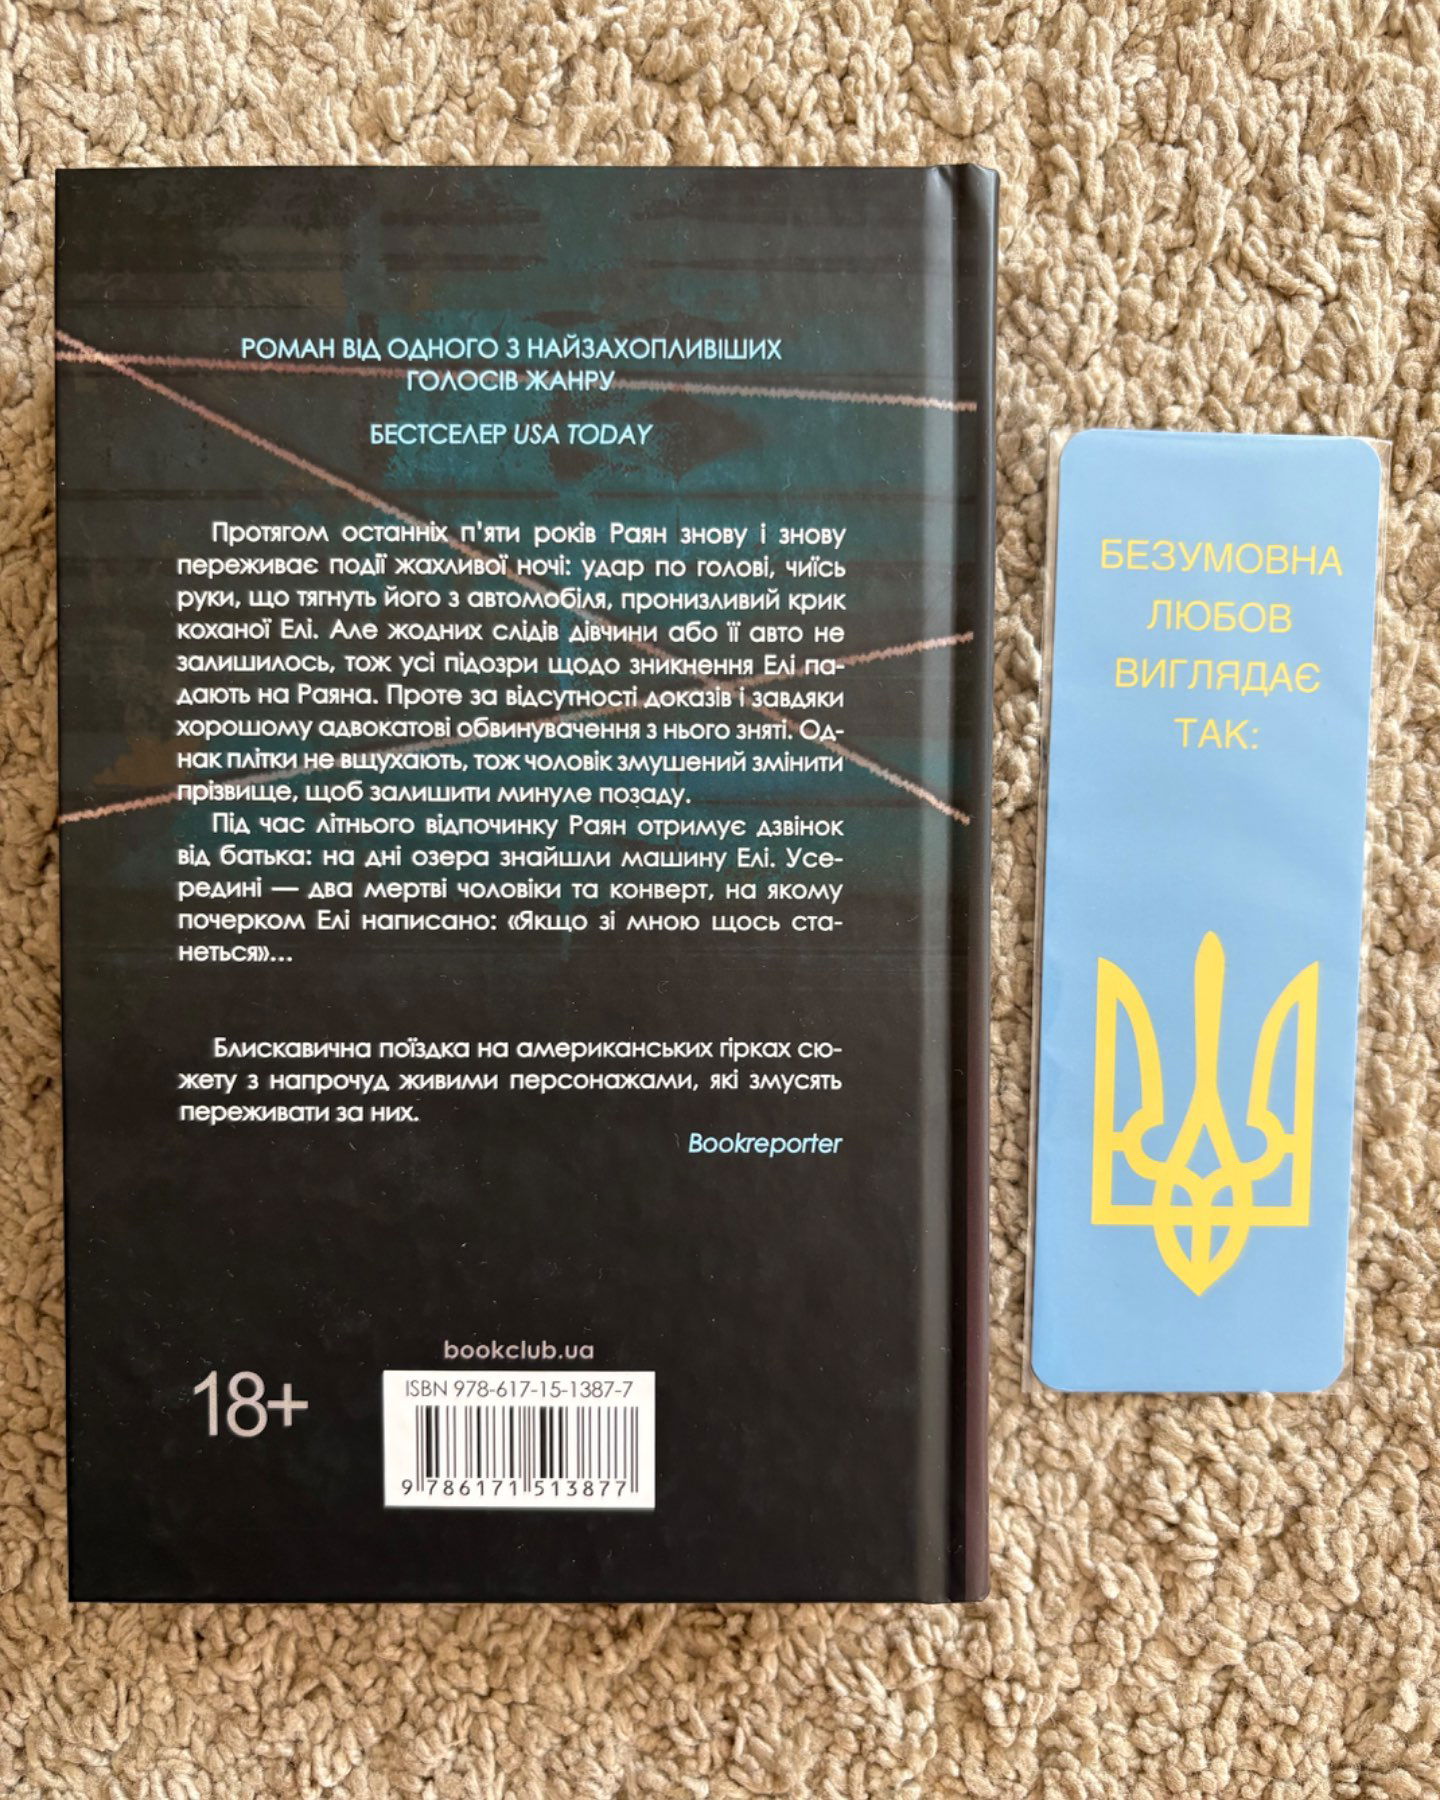 РОМАН ВІД ОДНОГО З НАЙЗАХОПЛИВІШИХ
ГОЛОСІВ ЖАНРУ
БЕСТСЕЛЕР USA TODAY
Протягом останніх п'яти років Раян знову і знову
переживає події жахливої ночі: удар по голові, чиїсь
руки, що тягнуть його з автомобіля, пронизливий крик
коханої Елі. Але жодних слідів дівчини або її авто не
залишилось, тож усі підозри щодо зникнення Елі па-
дають на Раяна. Проте за відсутності доказів і завдяки
хорошому адвокатові обвинувачення з нього зняті. Од-
нак плітки не вщухають, тож чоловік змушений змінити
прізвище, щоб залишити минуле позаду.
Під час літнього відпочинку Раян отримує дзвінок
від батька: на дні озера знайшли машину Елі. Усе-
редині — два мертві чоловіки та конверт, на якому
почерком Елі написано: «Якщо зі мною щось ста-
неться»...
Блискавична поїздка на американських гірках сю-
жету з напрочуд живими персонажами, які змусять
переживати за них.
Bookreporter
bookclub.ua
18+
ISBN 978-617-15-1387-7
9 786171 513877
БЕЗУМОВНА
ЛЮБОВ
ВИГЛЯДАЄ
ТАК: